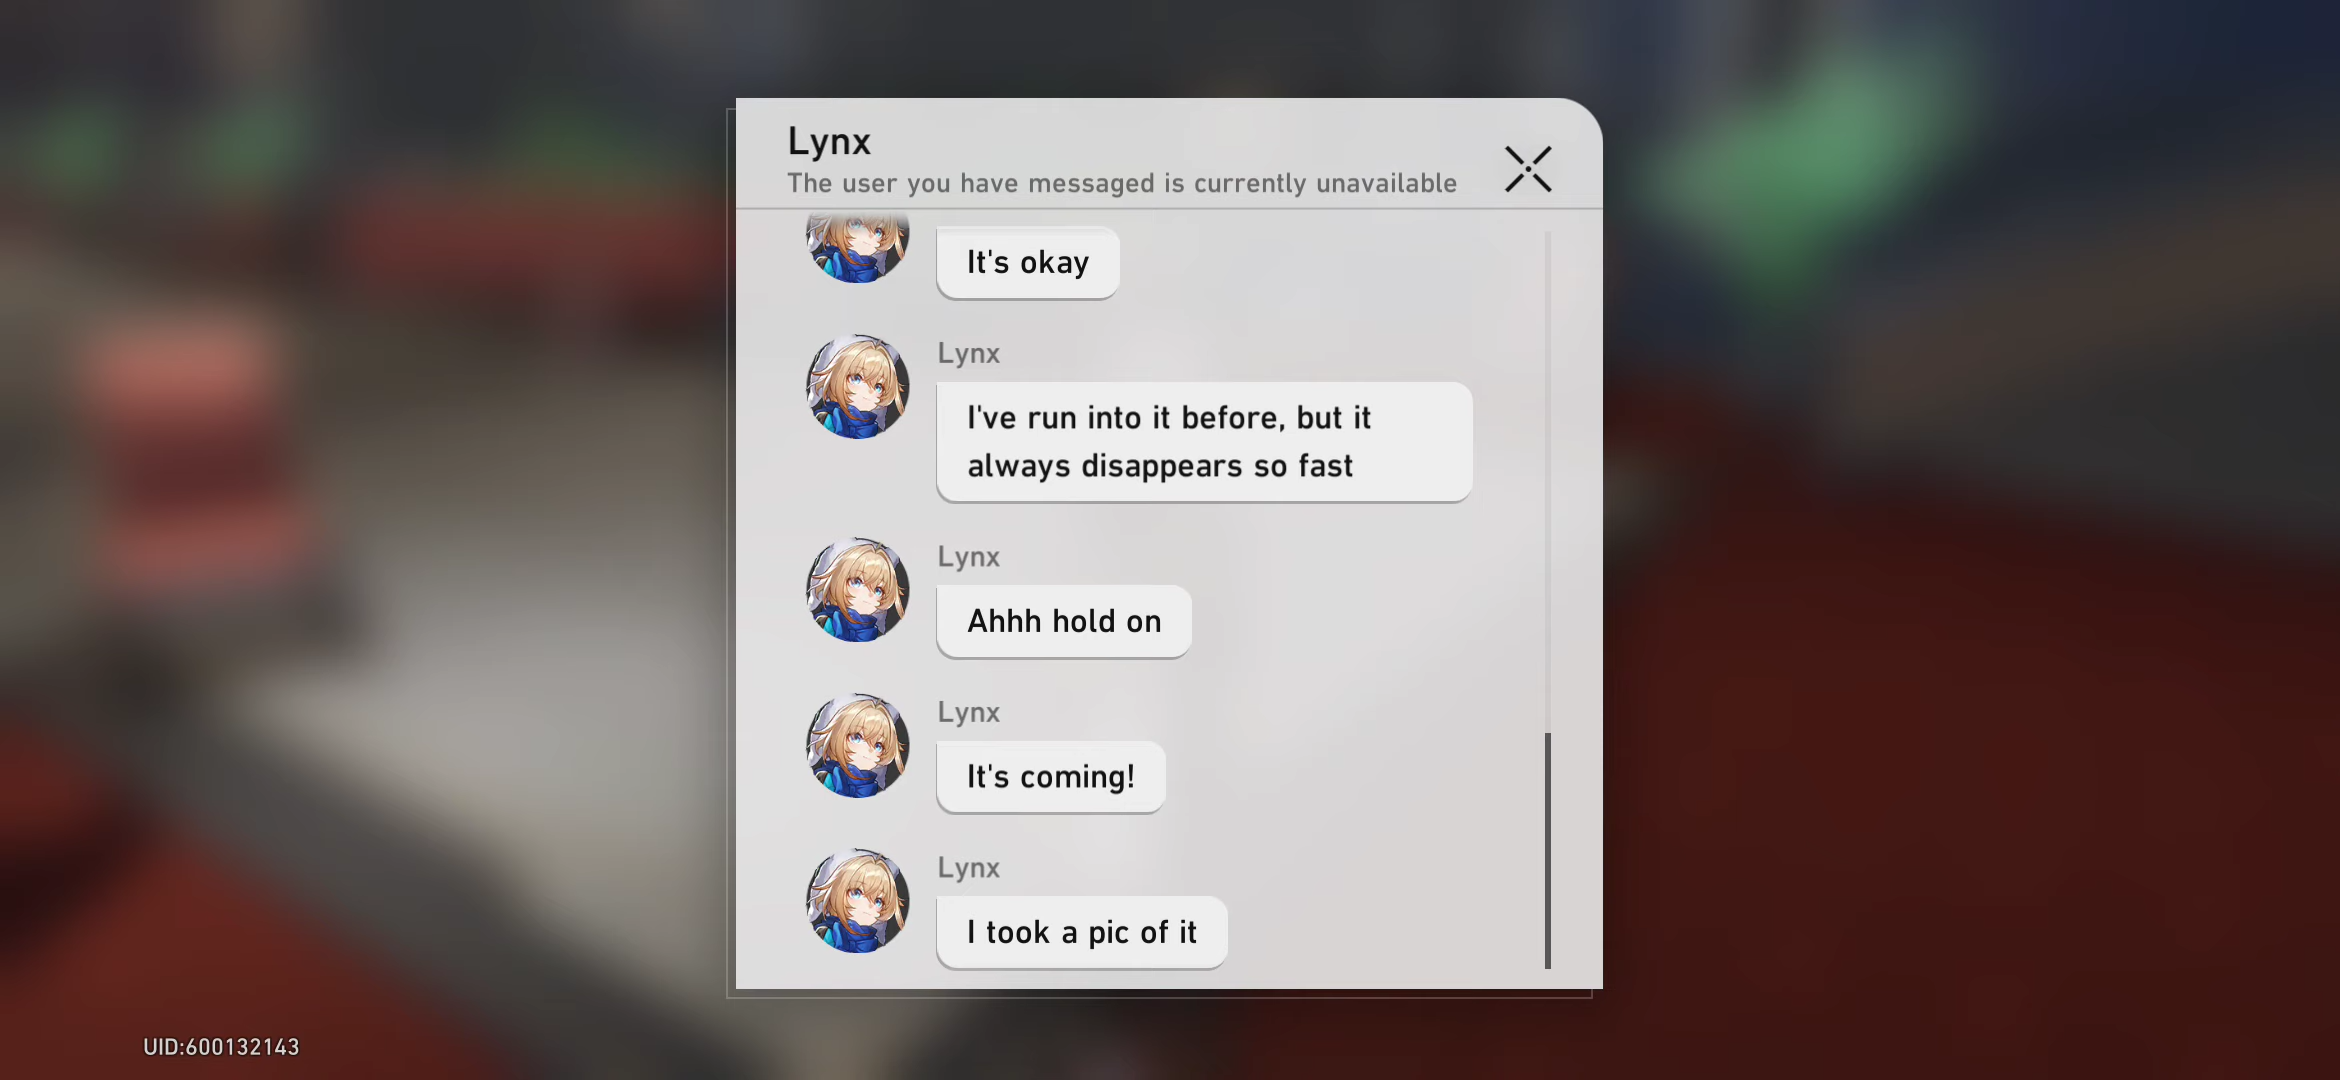 Lynx
The user you have messaged is currently unavailable
It's okay
Lynx
I've run into it before, but it
always disappears so fast
Lynx
Ahhh hold on
Lynx
It's coming!
Lynx
I took a pic of it
UID:600132143